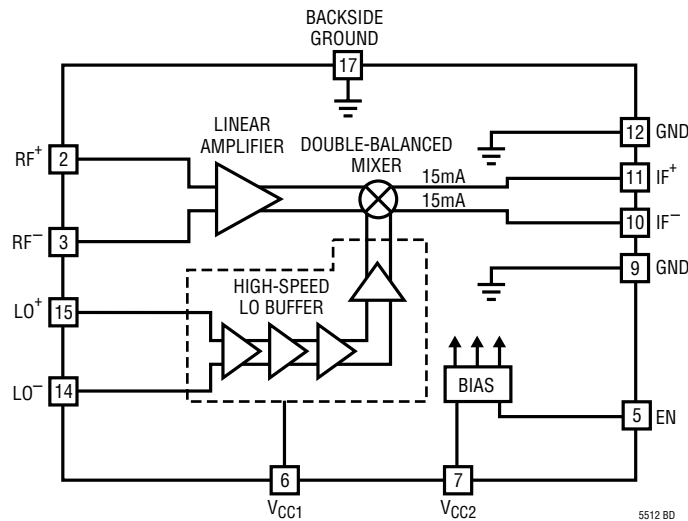 BACKSIDE
GROUND
17
LINEAR
AMPLIFIER
DOUBLE-BALANCED
MIXER
12 GND
RF+ 2
15mA
11 IF+
15mA
10 IF−
RF− 3
9 GND
HIGH-SPEED
LO BUFFER
LO+ 15
BIAS
LO− 14
5 EN
6
7
VCC1
VCC2
5512 BD